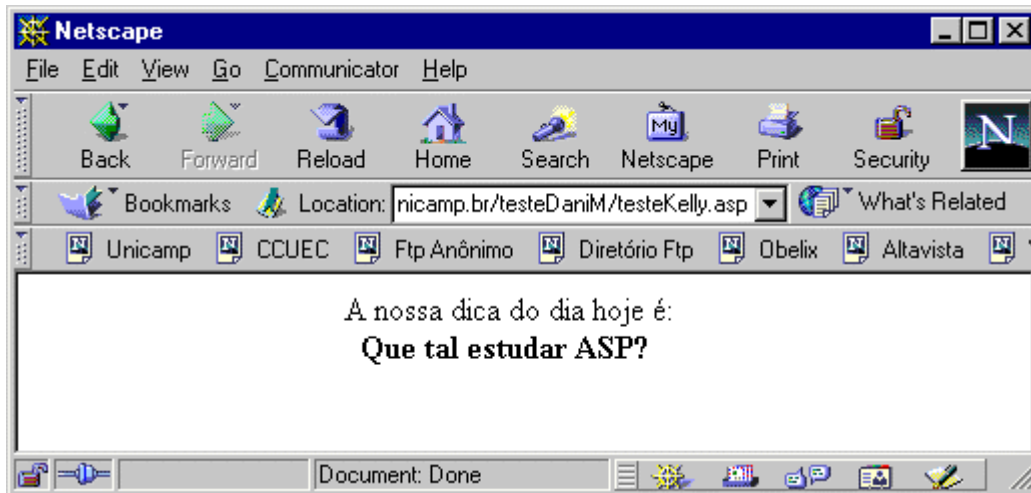 Netscape
File Edit View Go Communicator Help
My N
Back Forward Reload Home Search Netscape Print Security
Bookmarks Location: nicamp.br/testeDaniM/testeKelly.asp What's Related
Unicamp CCUEC Ftp Anônimo Diretório Ftp Obelix Altavista
A nossa dica do dia hoje é:
Que tal estudar ASP?
Document: Done